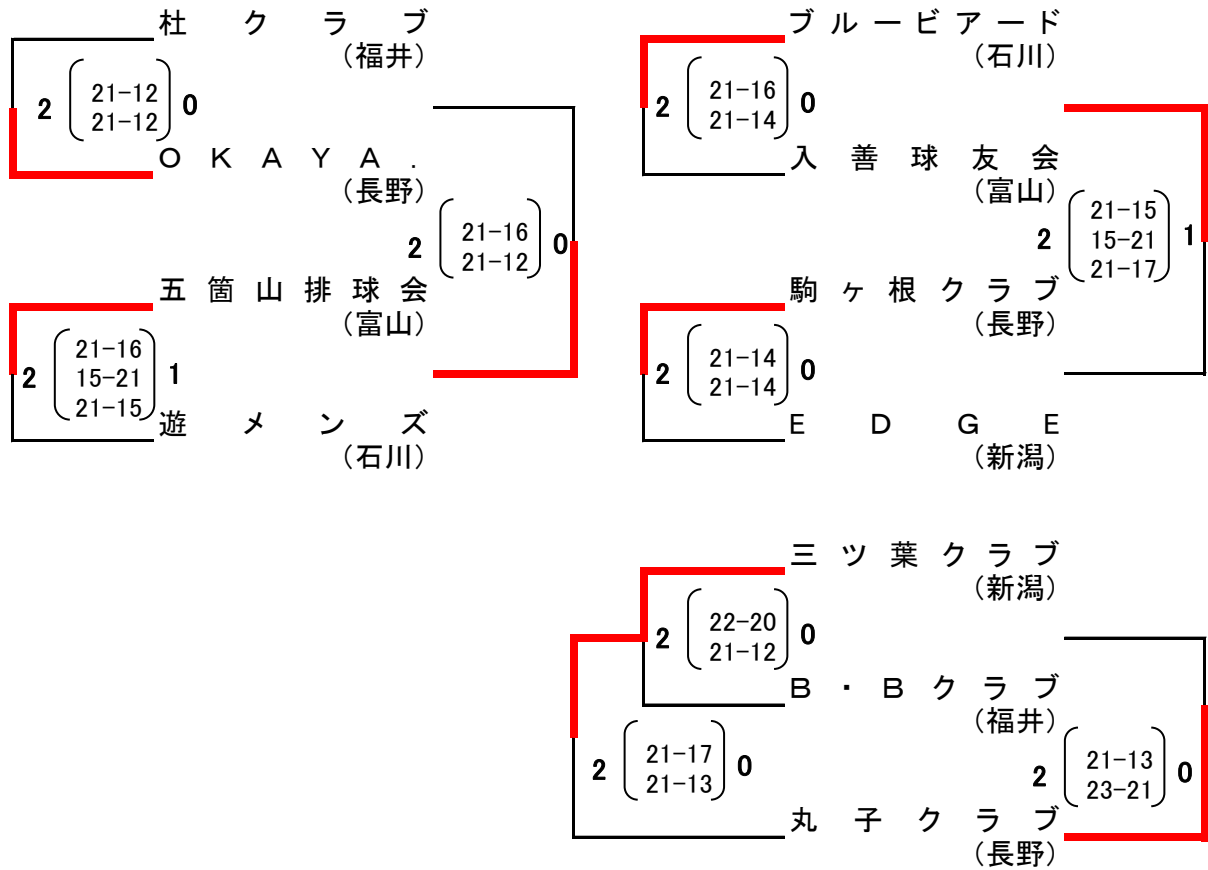 杜クラブ
(福井)
2 21-12 0
21-12
OKAYA.
(長野)
2 21-16 0
21-12
五箇山排球会
(富山)
21-16
2 15-21 1
21-15
遊メンズ
(石川)
ブルービアード
(石川)
2 21-16 0
21-14
入善球友会
(富山)
21-15
2 15-21 1
21-17
駒ヶ根クラブ
(長野)
2 21-14 0
21-14
EDGE
(新潟)
三ツ葉クラブ
(新潟)
2 22-20 0
21-12
B・Bクラブ
(福井)
2 21-17 0
21-13
2 21-13 0
23-21
丸子クラブ
(長野)